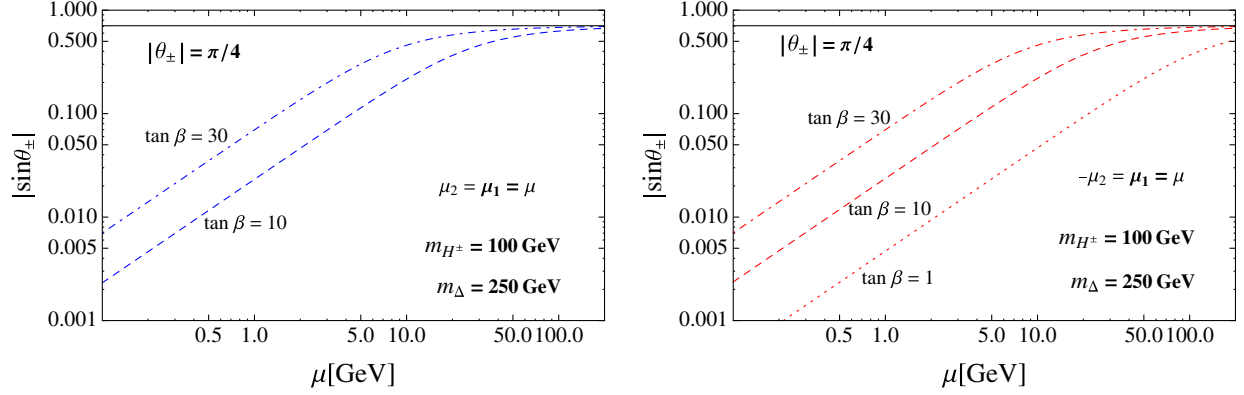 1.000
0.500
0.100
0.050
0.010
0.005
0.001
|sinθ±|
|θ±| = π/4
tan β = 30
tan β = 10
μ2 = μ1 = μ
mH± = 100 GeV
mΔ = 250 GeV
0.5 1.0 5.0 10.0 50.0100.0
μ[GeV]
1.000
0.500
0.100
0.050
0.010
0.005
0.001
|sinθ±|
|θ±| = π/4
tan β = 30
tan β = 10
tan β = 1
−μ2 = μ1 = μ
mH± = 100 GeV
mΔ = 250 GeV
0.5 1.0 5.0 10.0 50.0100.0
μ[GeV]